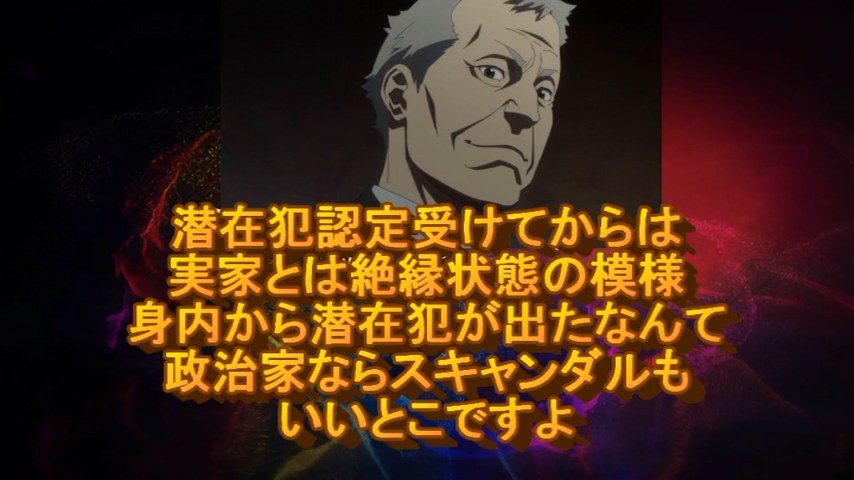 潜在犯認定受けてからは
実家とは絶縁状態の模様
身内から潜在犯が出たなんて
政治家ならスキャンダルも
いいとこですよ